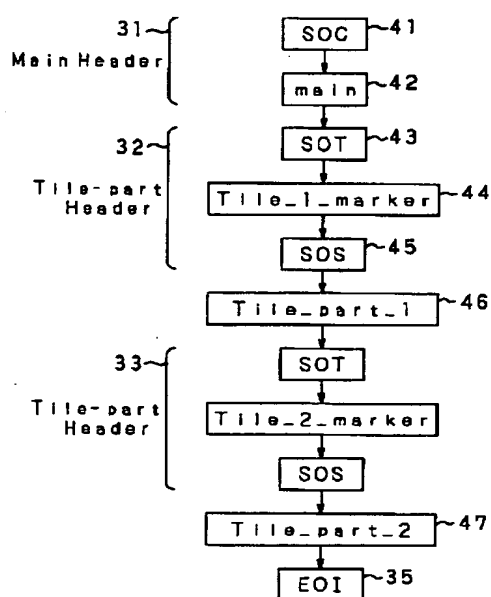 31
Main Header
SOC
41
main
42
32
Tile-part
Header
SOT
43
Tile_1_marker
44
SOS
45
Tile_part_1
46
33
Tile-part
Header
SOT
Tile_2_marker
SOS
Tile_part_2
47
EOI
35